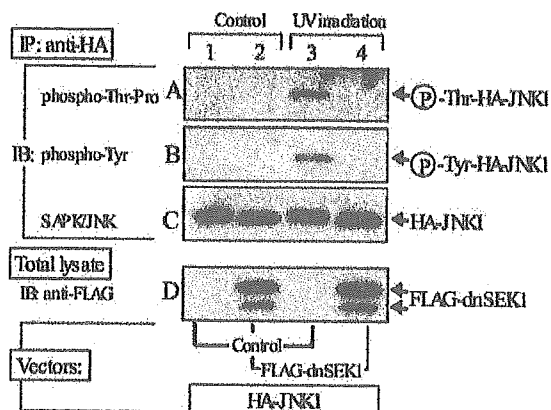 Control UV irradiation
IP: anti-HA
1 2 3 4
phospho-Thr-Pro A P -Thr-HA-JNK1
IB: phospho-Tyr B P -Tyr-HA-JNK1
SAPK/JNK C HA-JNK1
Total lysate
IB: anti-FLAG D FLAG-dnSEK1
Control
FLAG-dnSEK1
Vectors:
HA-JNK1